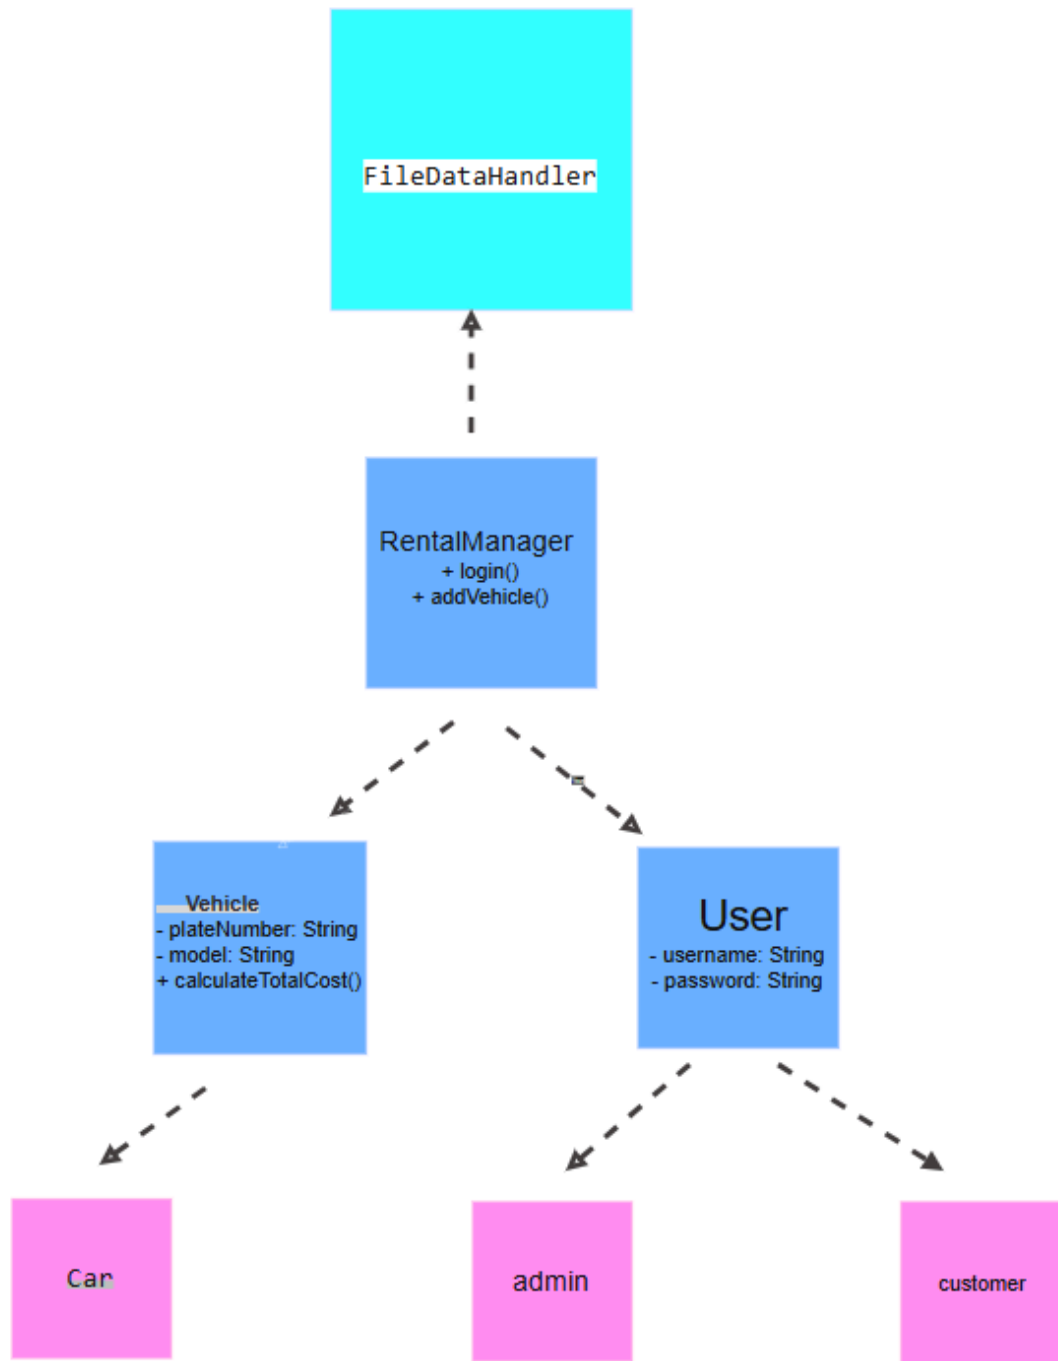 FileDataHandler
RentalManager
+ login()
+ addVehicle()
Vehicle
- plateNumber: String
- model: String
+ calculateTotalCost()
User
- username: String
- password: String
Car
admin
customer